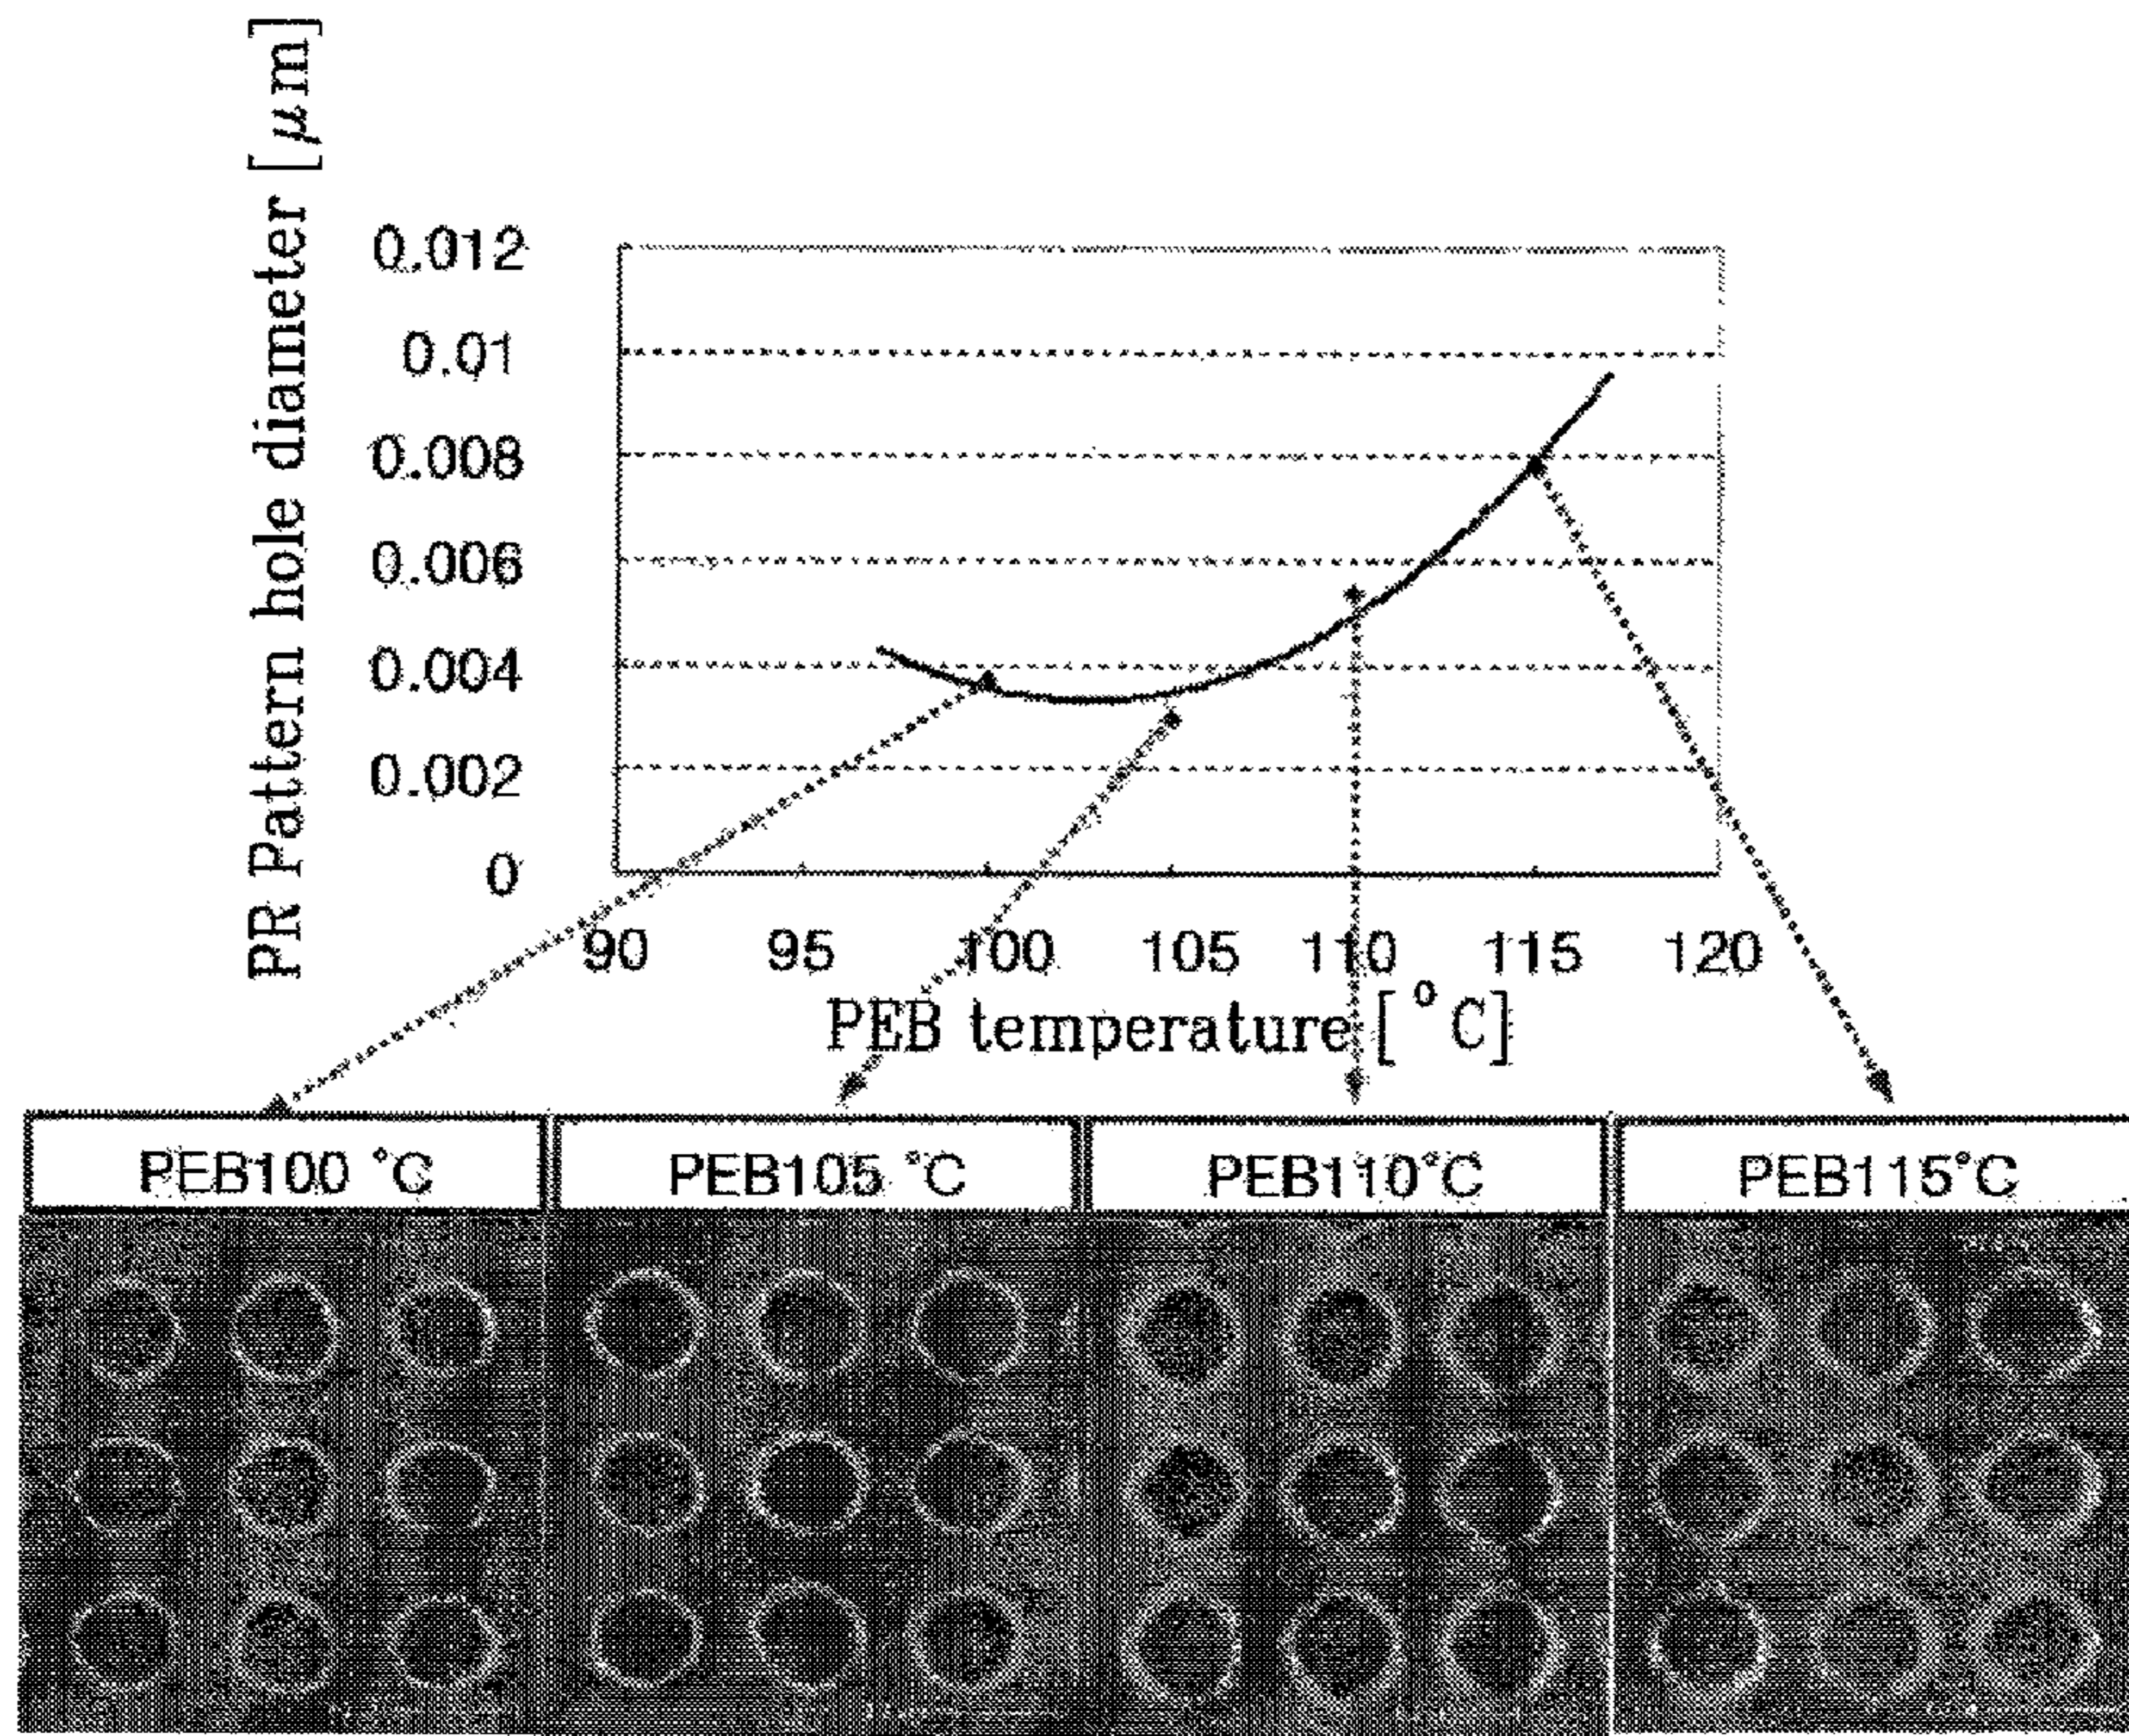 PR Pattern hole diameter [μm]
0.012
0.01
0.008
0.006
0.004
0.002
0
90 95 100 105 110 115 120
PEB temperature [°C]
PEB100 °C PEB105 °C PEB110°C PEB115°C